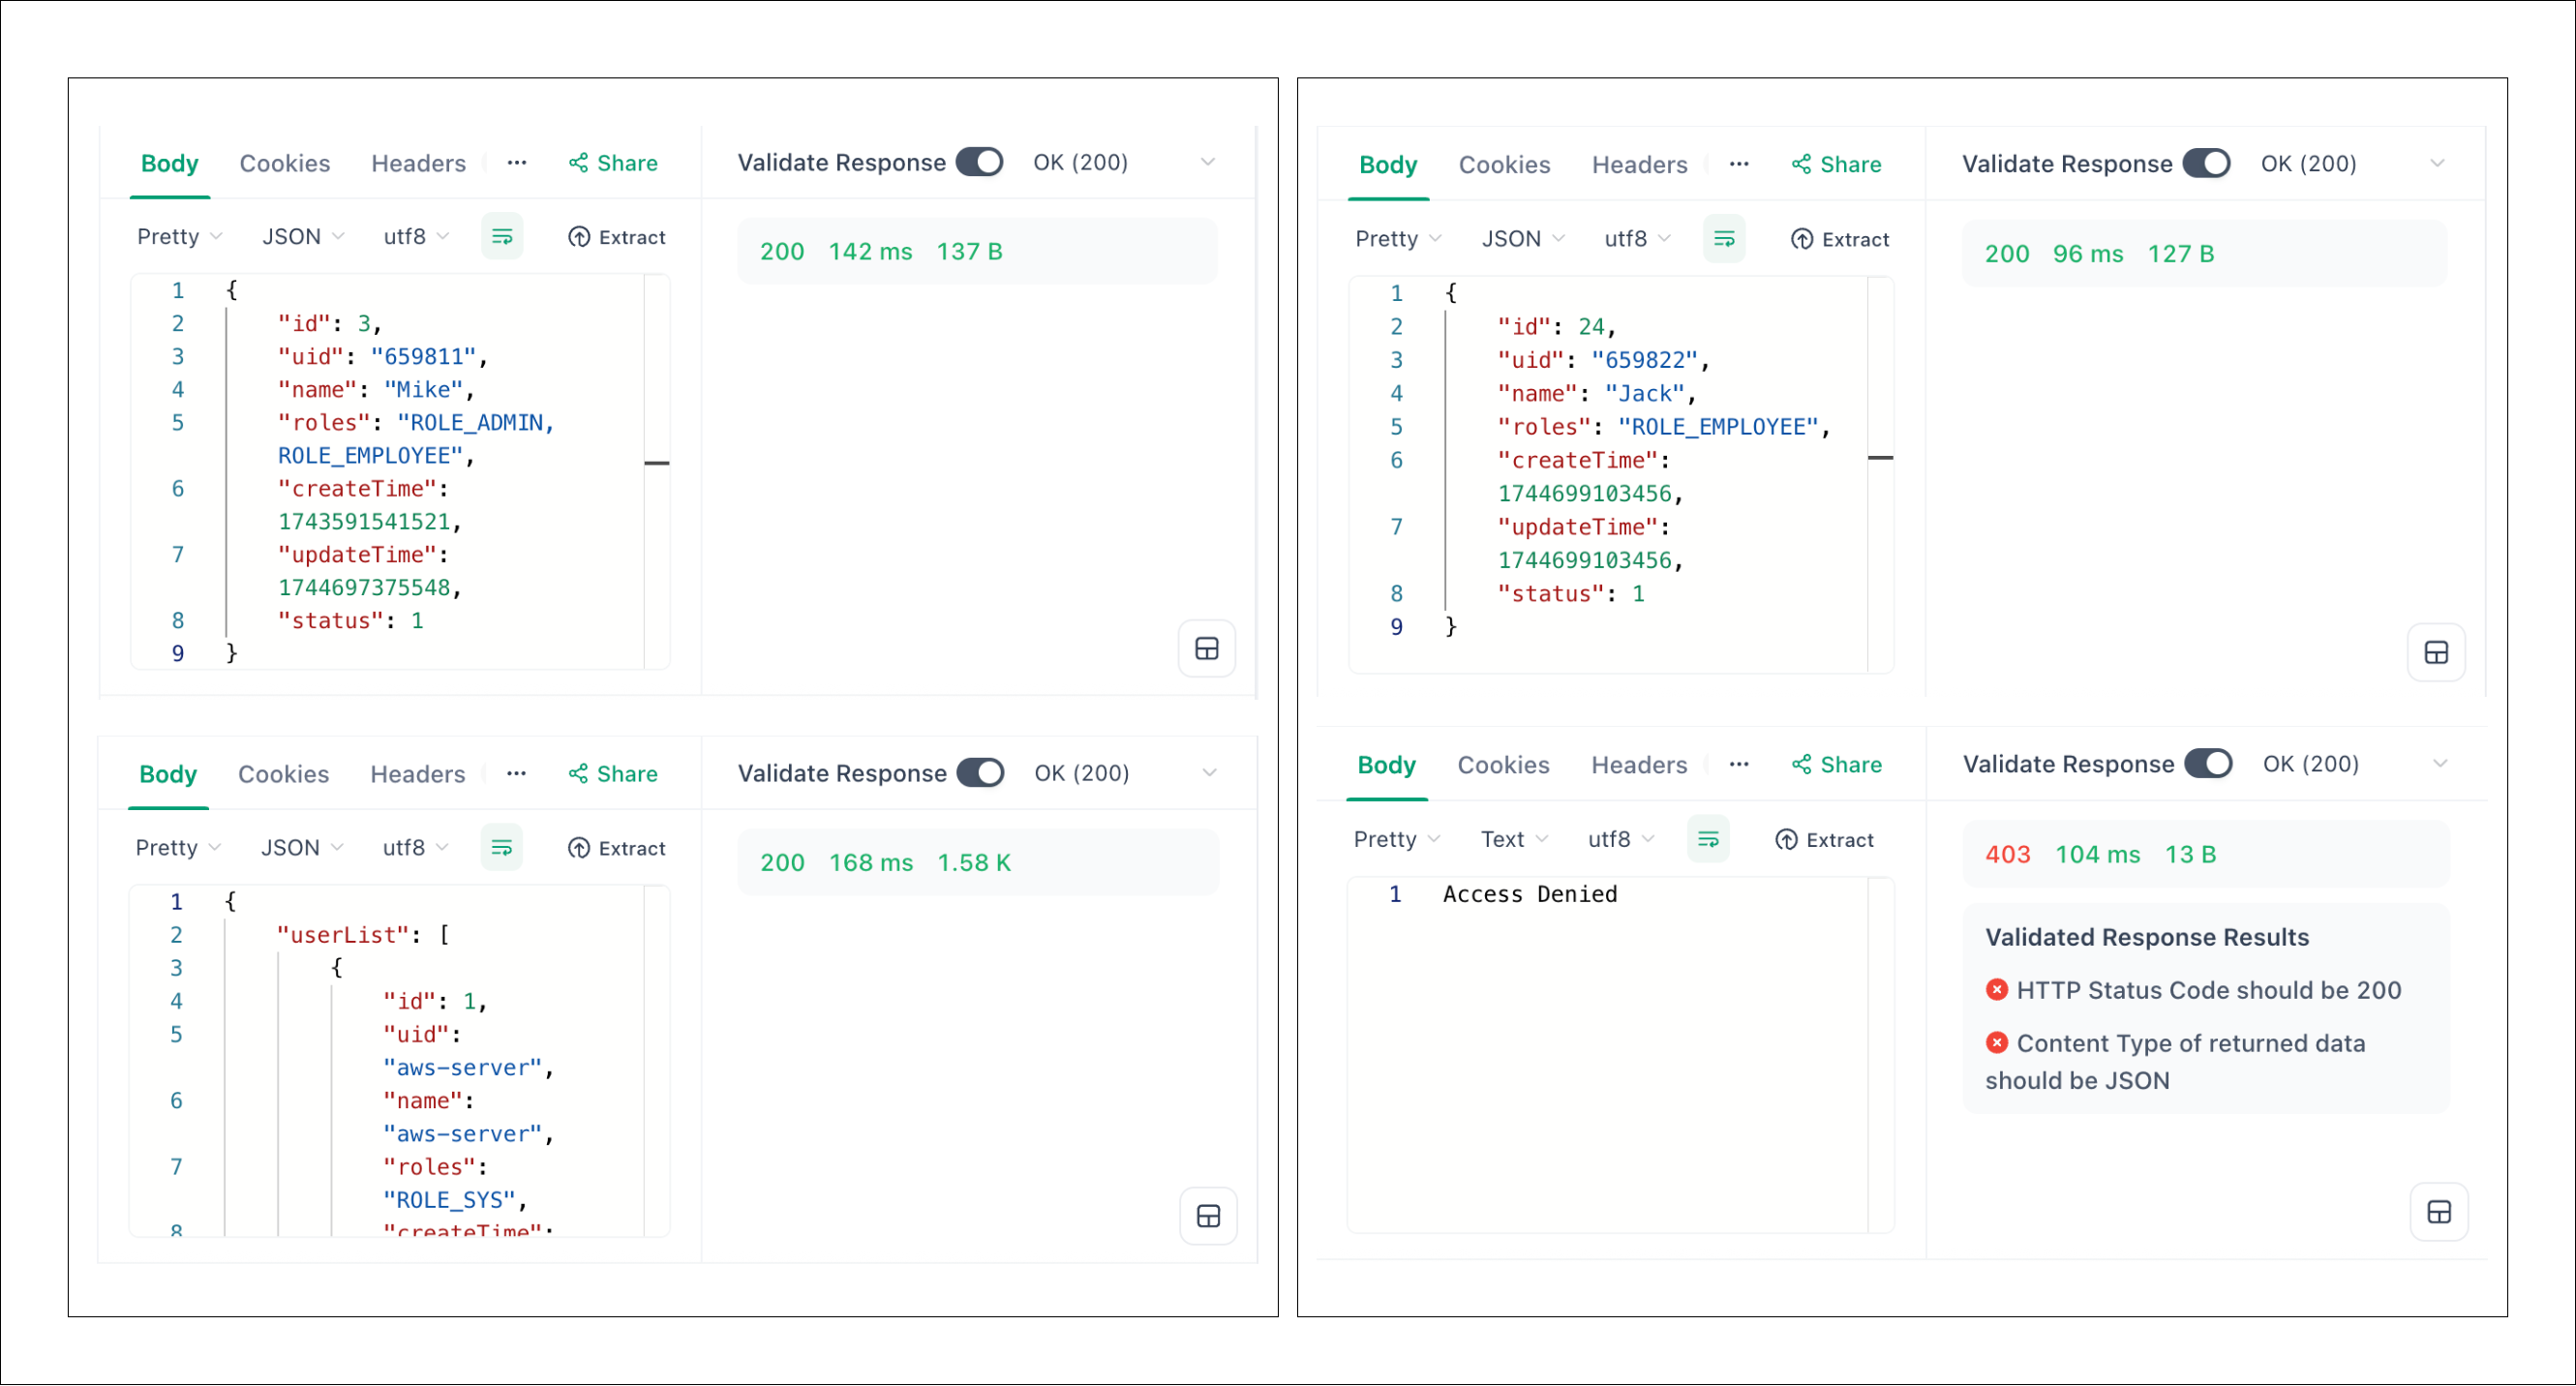 Body Cookies Headers ... Share
Validate Response OK (200)
Pretty JSON utf8 Extract
200 142 ms 137 B
1 {
2 "id": 3,
3 "uid": "659811",
4 "name": "Mike",
5 "roles": "ROLE_ADMIN,
ROLE_EMPLOYEE",
6 "createTime":
1743591541521,
7 "updateTime":
1744697375548,
8 "status": 1
9 }
Body Cookies Headers ... Share
Validate Response OK (200)
Pretty JSON utf8 Extract
200 168 ms 1.58 K
1 {
2 "userList": [
3 {
4 "id": 1,
5 "uid":
"aws-server",
6 "name":
"aws-server",
7 "roles":
"ROLE_SYS",
8 "createTime":
Body Cookies Headers ... Share
Validate Response OK (200)
Pretty JSON utf8 Extract
200 96 ms 127 B
1 {
2 "id": 24,
3 "uid": "659822",
4 "name": "Jack",
5 "roles": "ROLE_EMPLOYEE",
6 "createTime":
1744699103456,
7 "updateTime":
1744699103456,
8 "status": 1
9 }
Body Cookies Headers ... Share
Validate Response OK (200)
Pretty Text utf8 Extract
403 104 ms 13 B
1 Access Denied
Validated Response Results
HTTP Status Code should be 200
Content Type of returned data
should be JSON